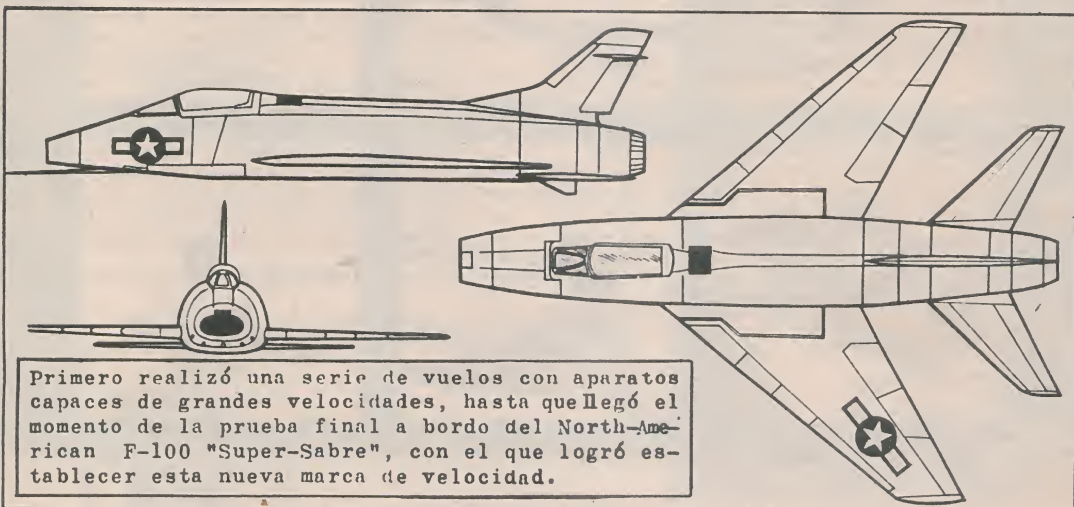 Primero realizó una serie de vuelos con aparatos
capaces de grandes velocidades, hasta que llegó el
momento de la prueba final a bordo del North-Ame-
rican F-100 "Super-Sabre", con el que logró es-
tablecer esta nueva marca de velocidad.